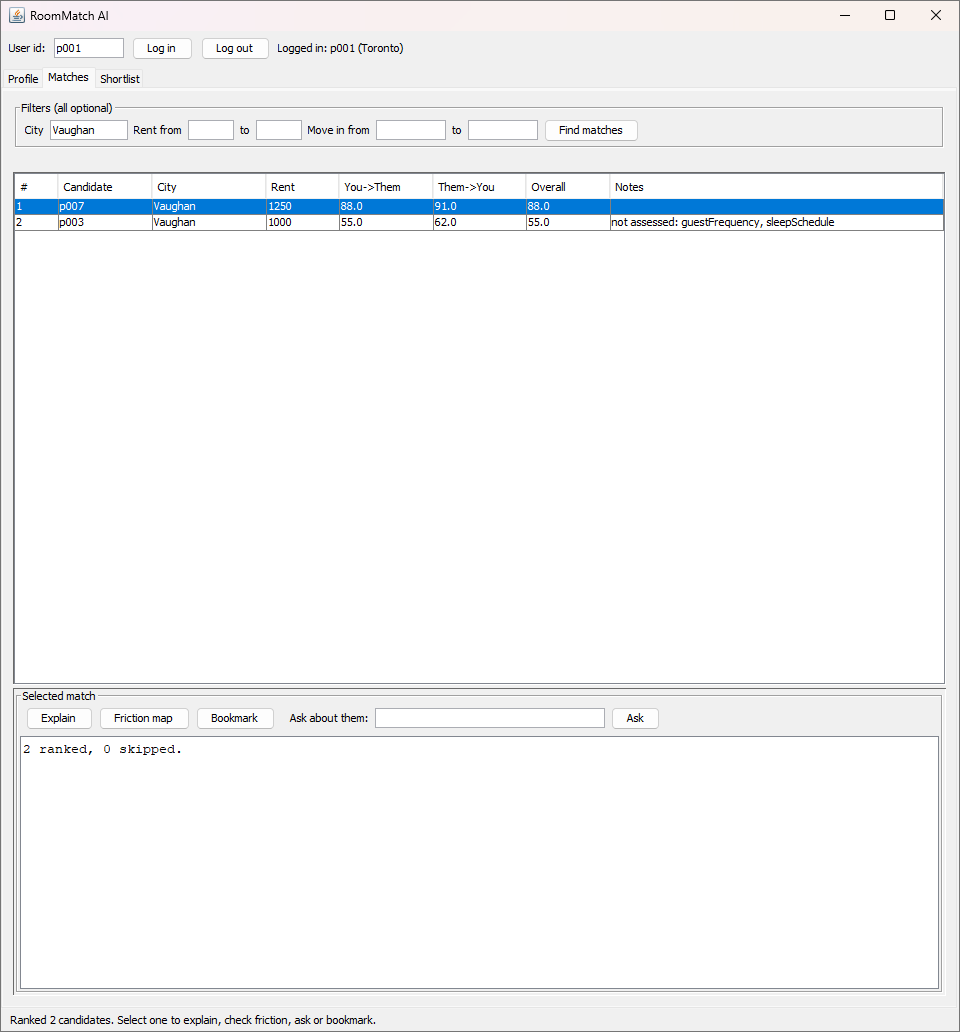 RoomMatch AI
User id: p001 Log in Log out Logged in: p001 (Toronto)
Profile Matches Shortlist
Filters (all optional)
City Vaughan Rent from to Move in from to Find matches
# Candidate City Rent You->Them Them->You Overall Notes
1 p007 Vaughan 1250 88.0 91.0 88.0
2 p003 Vaughan 1000 55.0 62.0 55.0 not assessed: guestFrequency, sleepSchedule
Selected match
Explain Friction map Bookmark Ask about them: Ask
2 ranked, 0 skipped.
Ranked 2 candidates. Select one to explain, check friction, ask or bookmark.